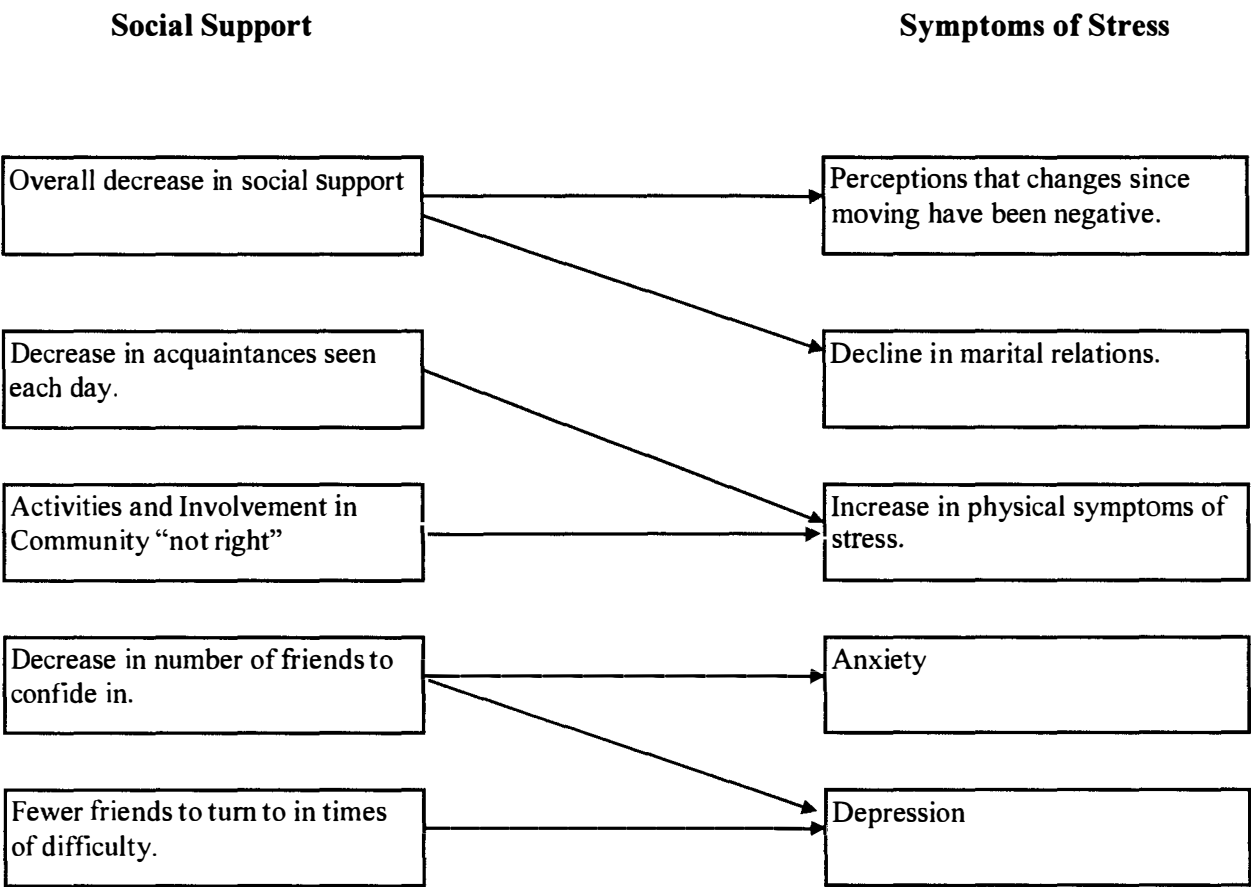 Social Support
Symptoms of Stress
Overall decrease in social support
Perceptions that changes since
moving have been negative.
Decrease in acquaintances seen
each day.
Decline in marital relations.
Activities and Involvement in
Community “not right”
Increase in physical symptoms of
stress.
Decrease in number of friends to
confide in.
Anxiety
Fewer friends to turn to in times
of difficulty.
Depression